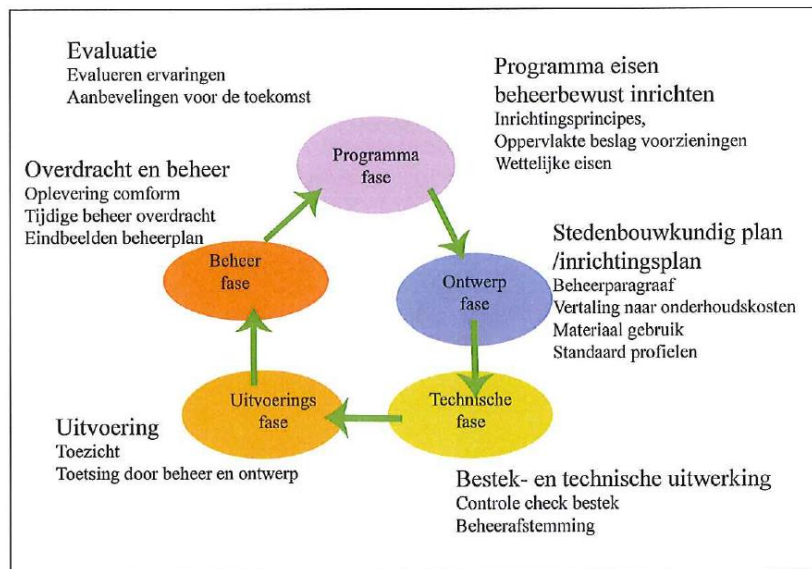 Evaluatie
Evalueren ervaringen
Aanbevelingen voor de toekomst
Programma eisen
beheerbewust inrichten
Inrichtingsprincipes,
Oppervlakte beslag voorzieningen
Wettelijke eisen
Programma
fase
Overdracht en beheer
Oplevering comform
Tijdige beheer overdracht
Eindbeelden beheerplan
Beheer
fase
Ontwerp
fase
Stedenbouwkundig plan
/inrichtingsplan
Beheerparagraaf
Vertaling naar onderhoudskosten
Materiaal gebruik
Standaard profielen
Uitvoerings
fase
Technische
fase
Uitvoering
Toezicht
Toetsing door beheer en ontwerp
Bestek- en technische uitwerking
Controle check bestek
Beheerafstemming